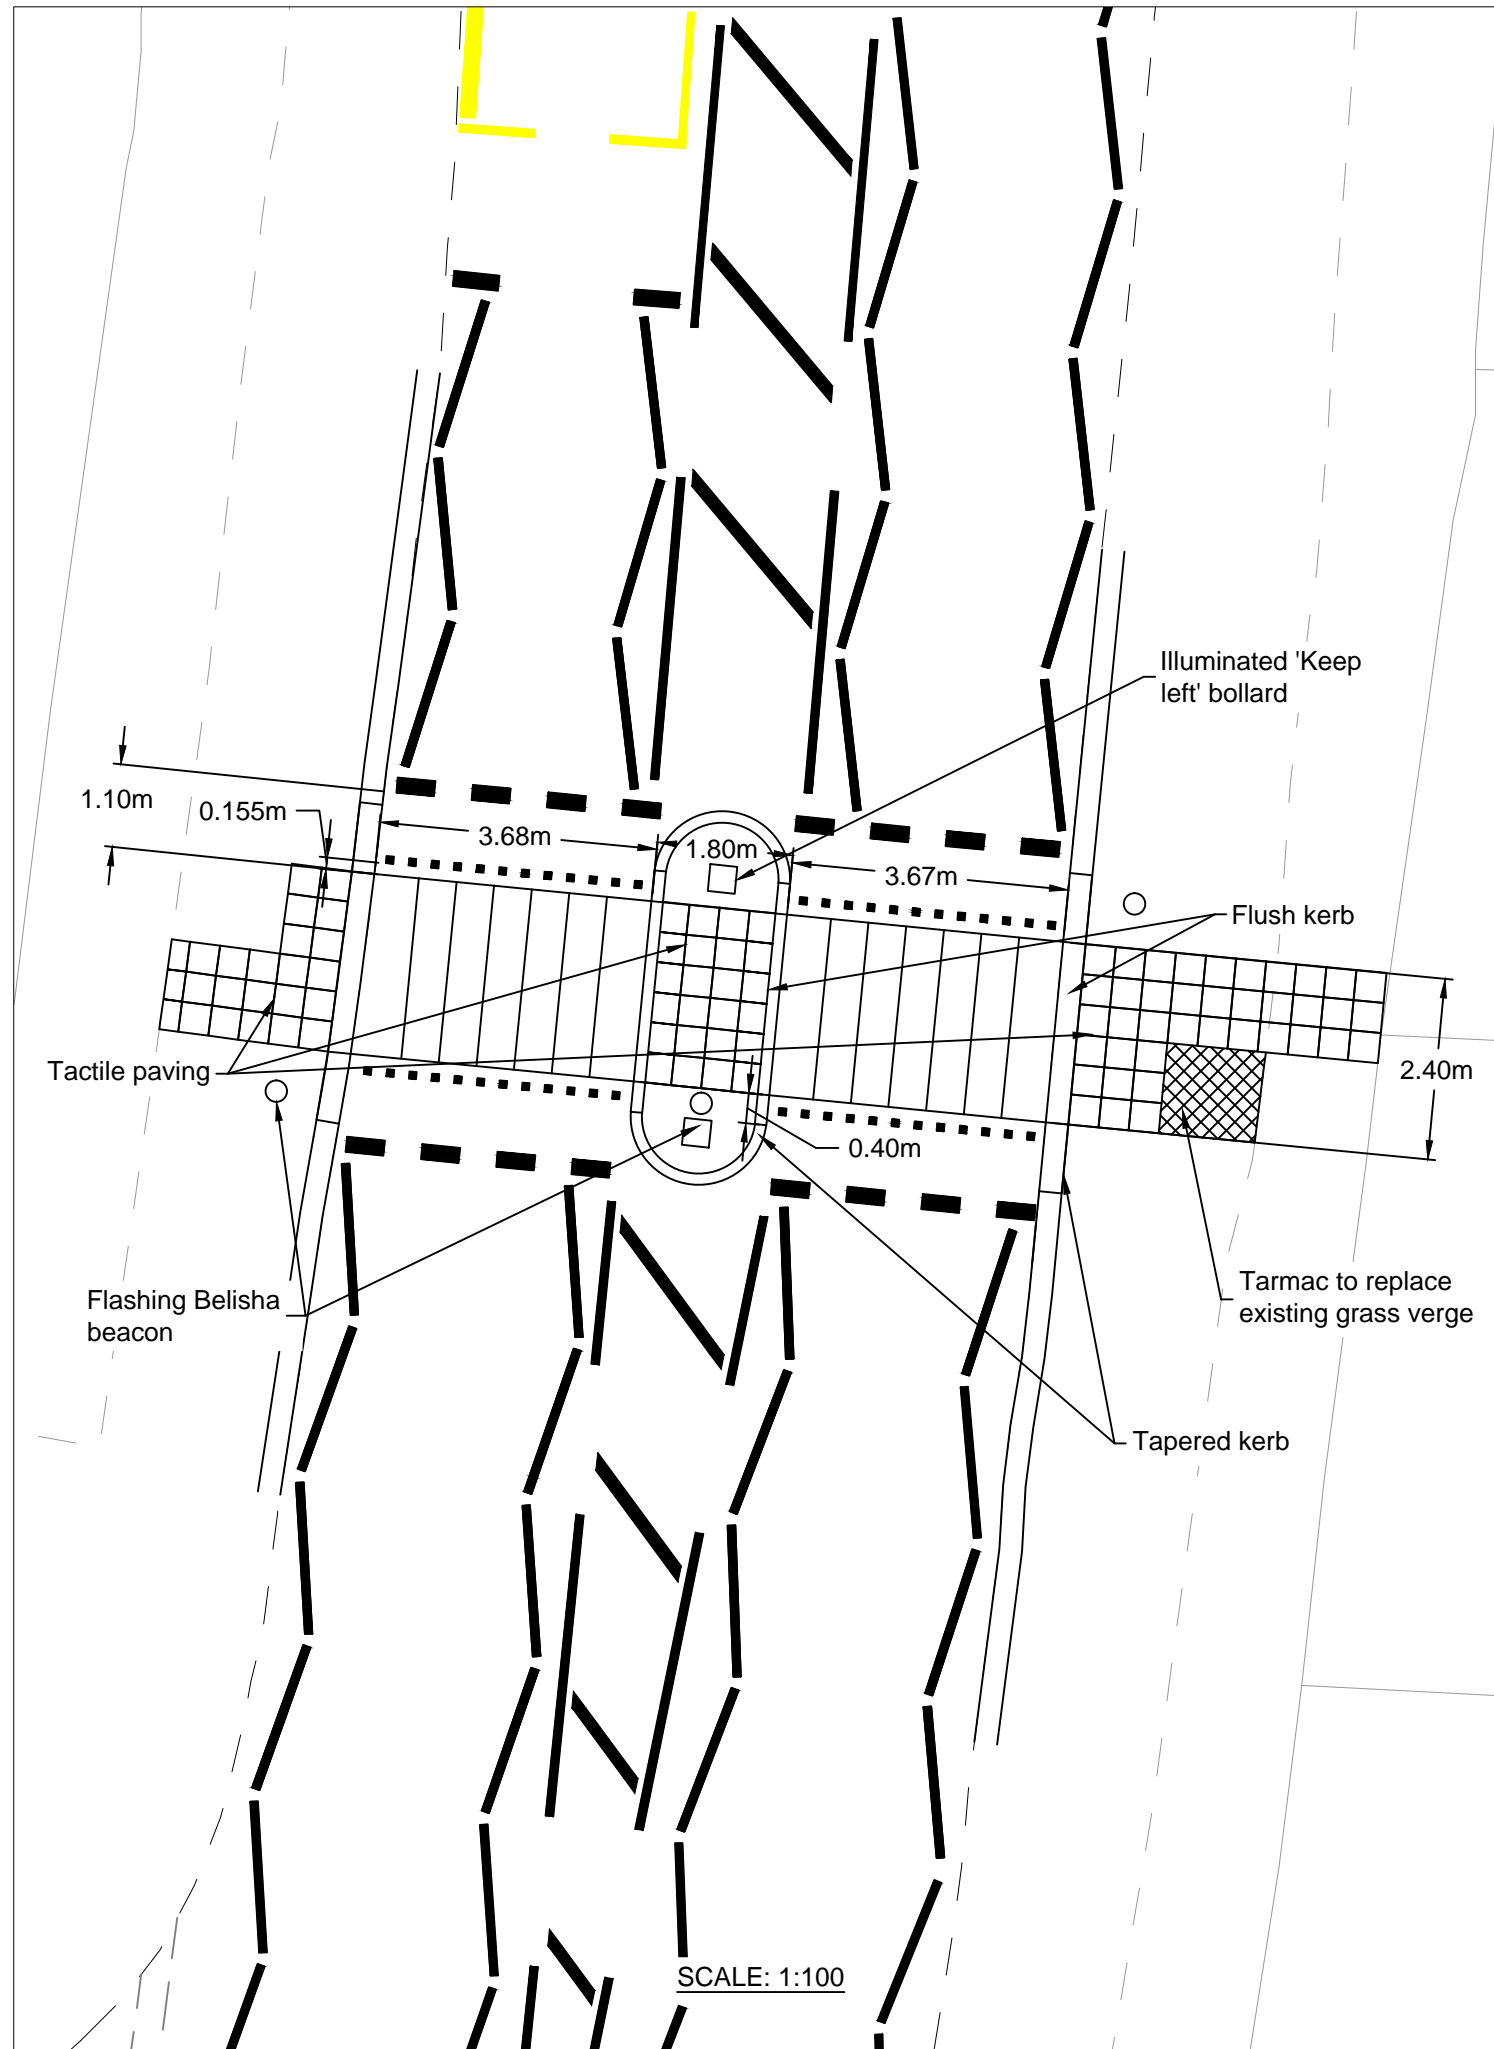 Illuminated 'Keep
left' bollard
1.10m
0.155m
3.68m
1.80m
3.67m
Flush kerb
Tactile paving
2.40m
0.40m
Flashing Belisha
beacon
Tarmac to replace
existing grass verge
Tapered kerb
SCALE: 1:100